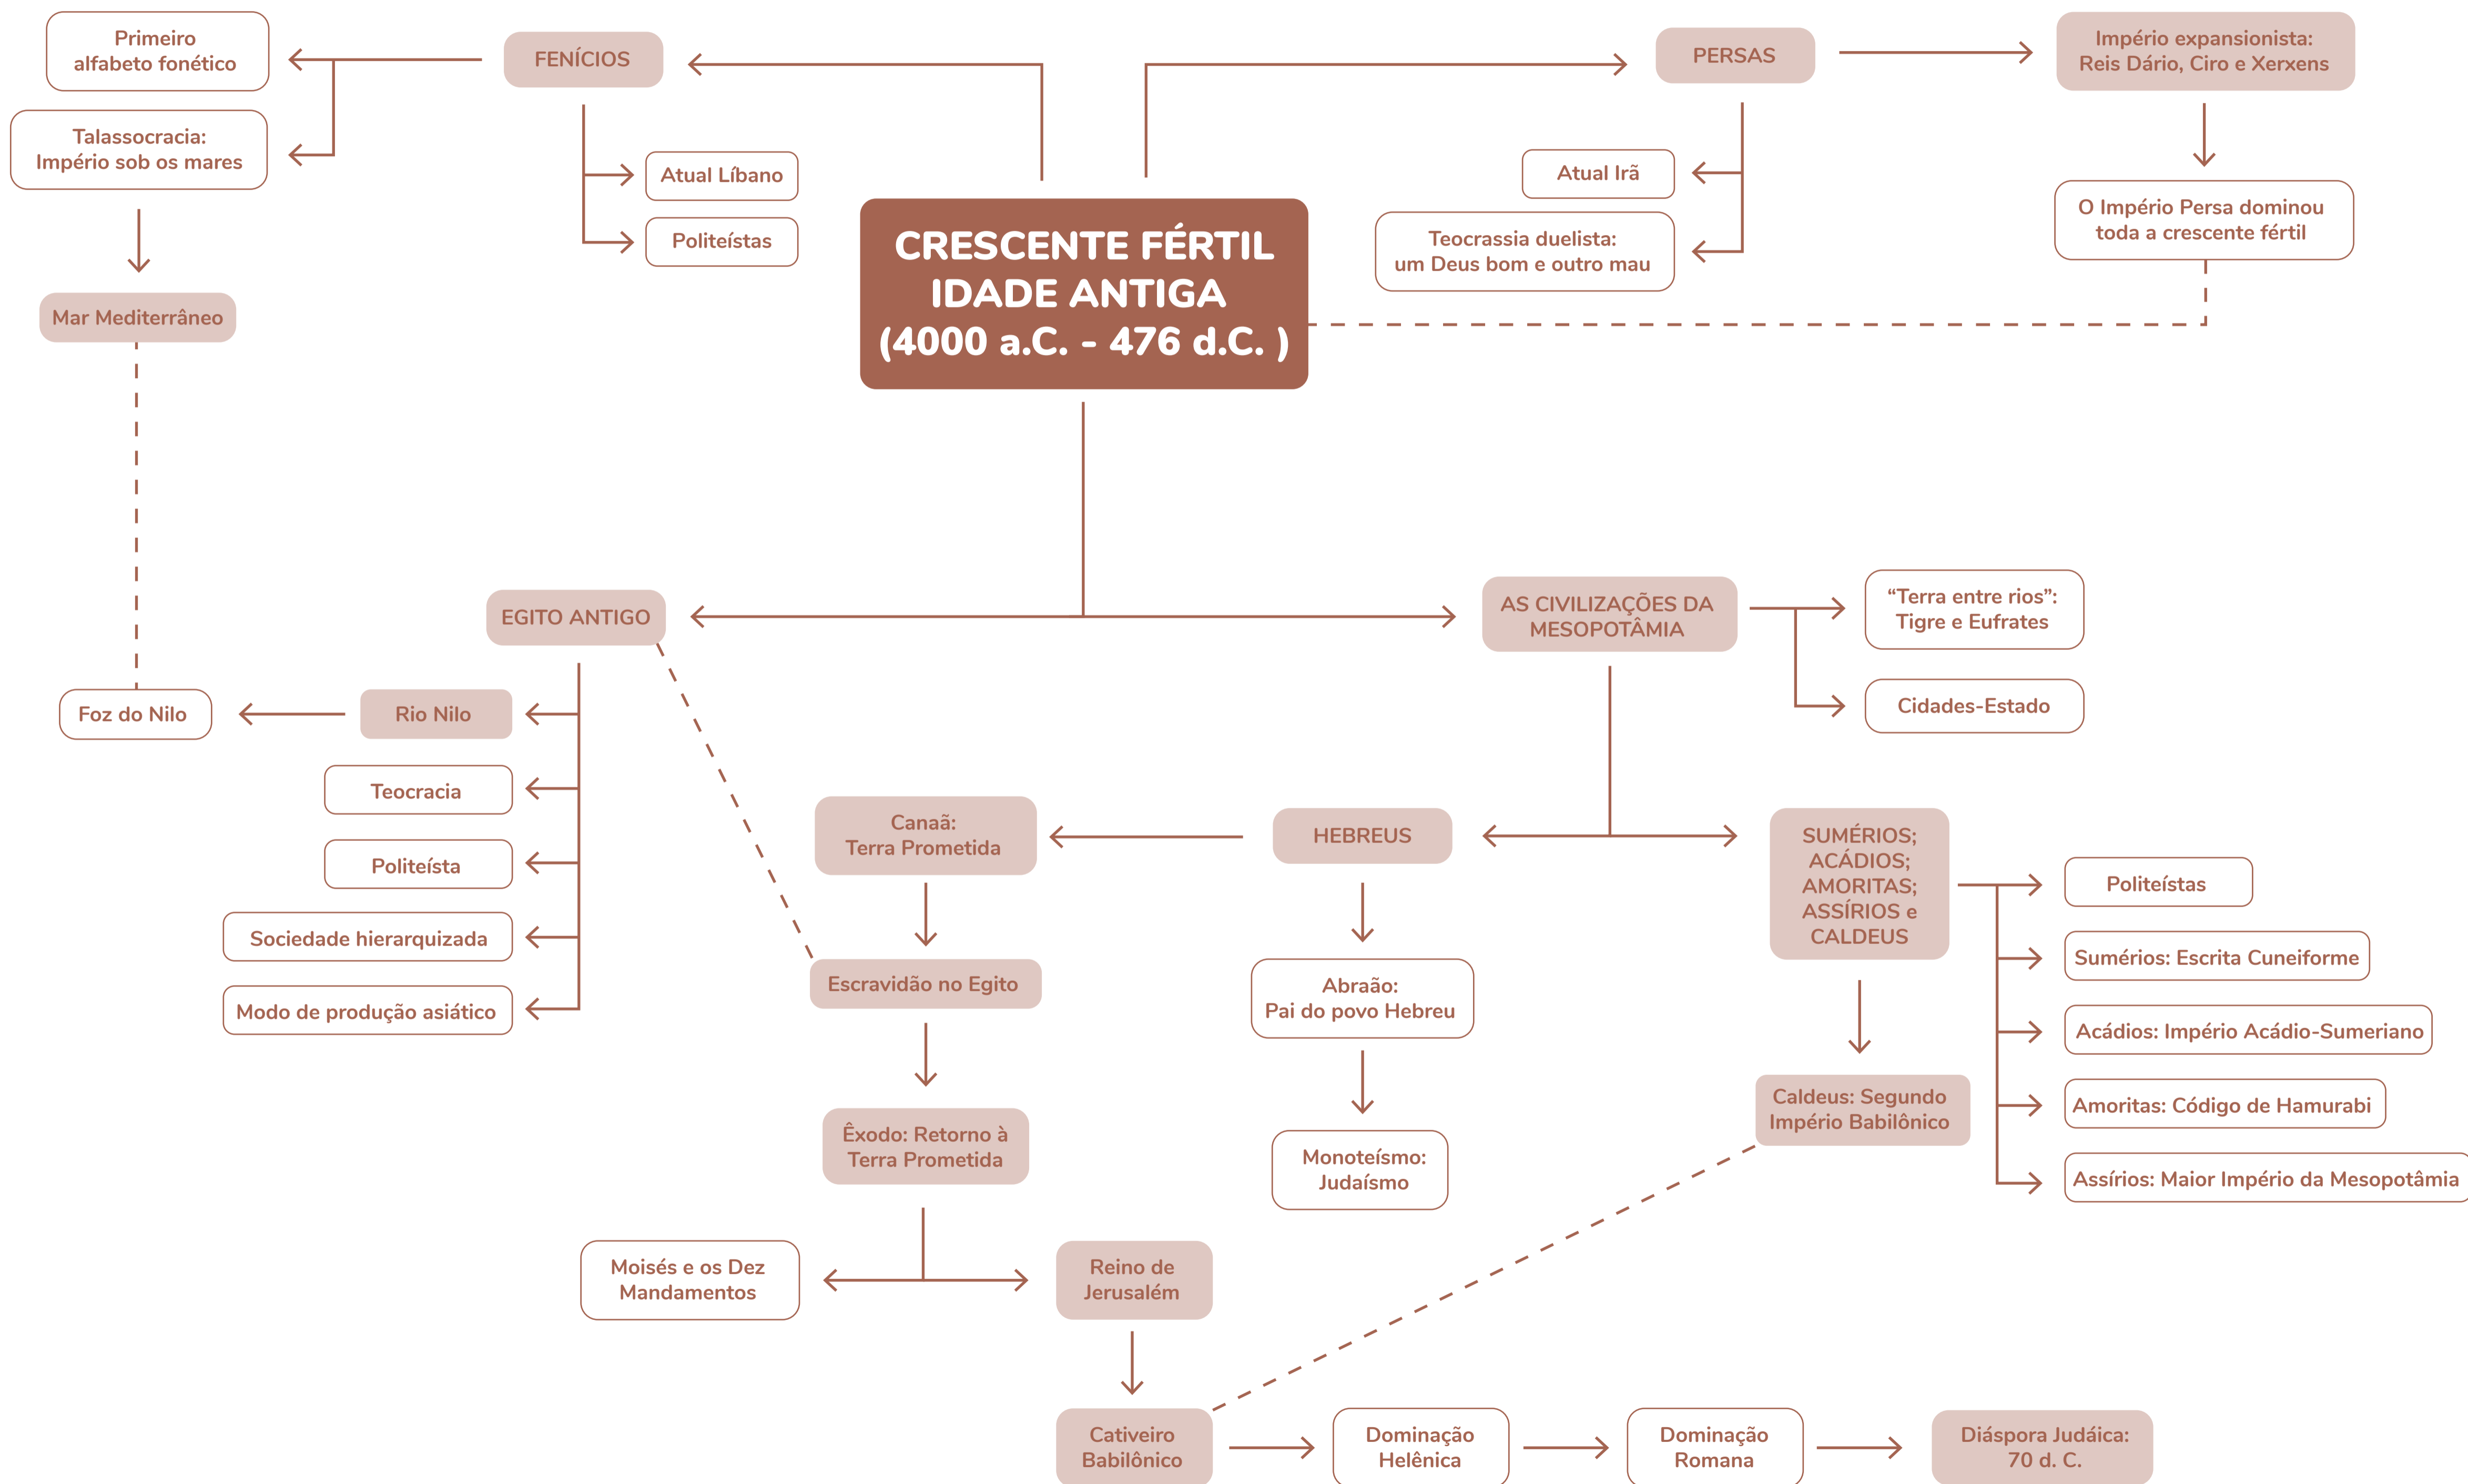 Primeiro
alfabeto fonético
Talassocracia:
Império sob os mares
Mar Mediterrâneo
FENÍCIOS
Atual Líbano
Politeístas
CRESCENTE FÉRTIL
IDADE ANTIGA
(4000 a.C. - 476 d.C. )
PERSAS
Atual Irã
Teocrassia duelista:
um Deus bom e outro mau
Império expansionista:
Reis Dário, Ciro e Xerxens
O Império Persa dominou
toda a crescente fértil
EGITO ANTIGO
Rio Nilo
Foz do Nilo
Teocracia
Politeísta
Sociedade hierarquizada
Modo de produção asiático
AS CIVILIZAÇÕES DA
MESOPOTÂMIA
“Terra entre rios”:
Tigre e Eufrates
Cidades-Estado
HEBREUS
Canaã:
Terra Prometida
Escravidão no Egito
Êxodo: Retorno à
Terra Prometida
Moisés e os Dez
Mandamentos
Reino de
Jerusalém
Abraão:
Pai do povo Hebreu
Monoteísmo:
Judaísmo
SUMÉRIOS;
ACÁDIOS;
AMORITAS;
ASSÍRIOS e
CALDEUS
Politeístas
Sumérios: Escrita Cuneiforme
Acádios: Império Acádio-Sumeriano
Amoritas: Código de Hamurabi
Assírios: Maior Império da Mesopotâmia
Caldeus: Segundo
Império Babilônico
Cativeiro
Babilônico
Dominação
Helênica
Dominação
Romana
Diáspora Judáica:
70 d. C.